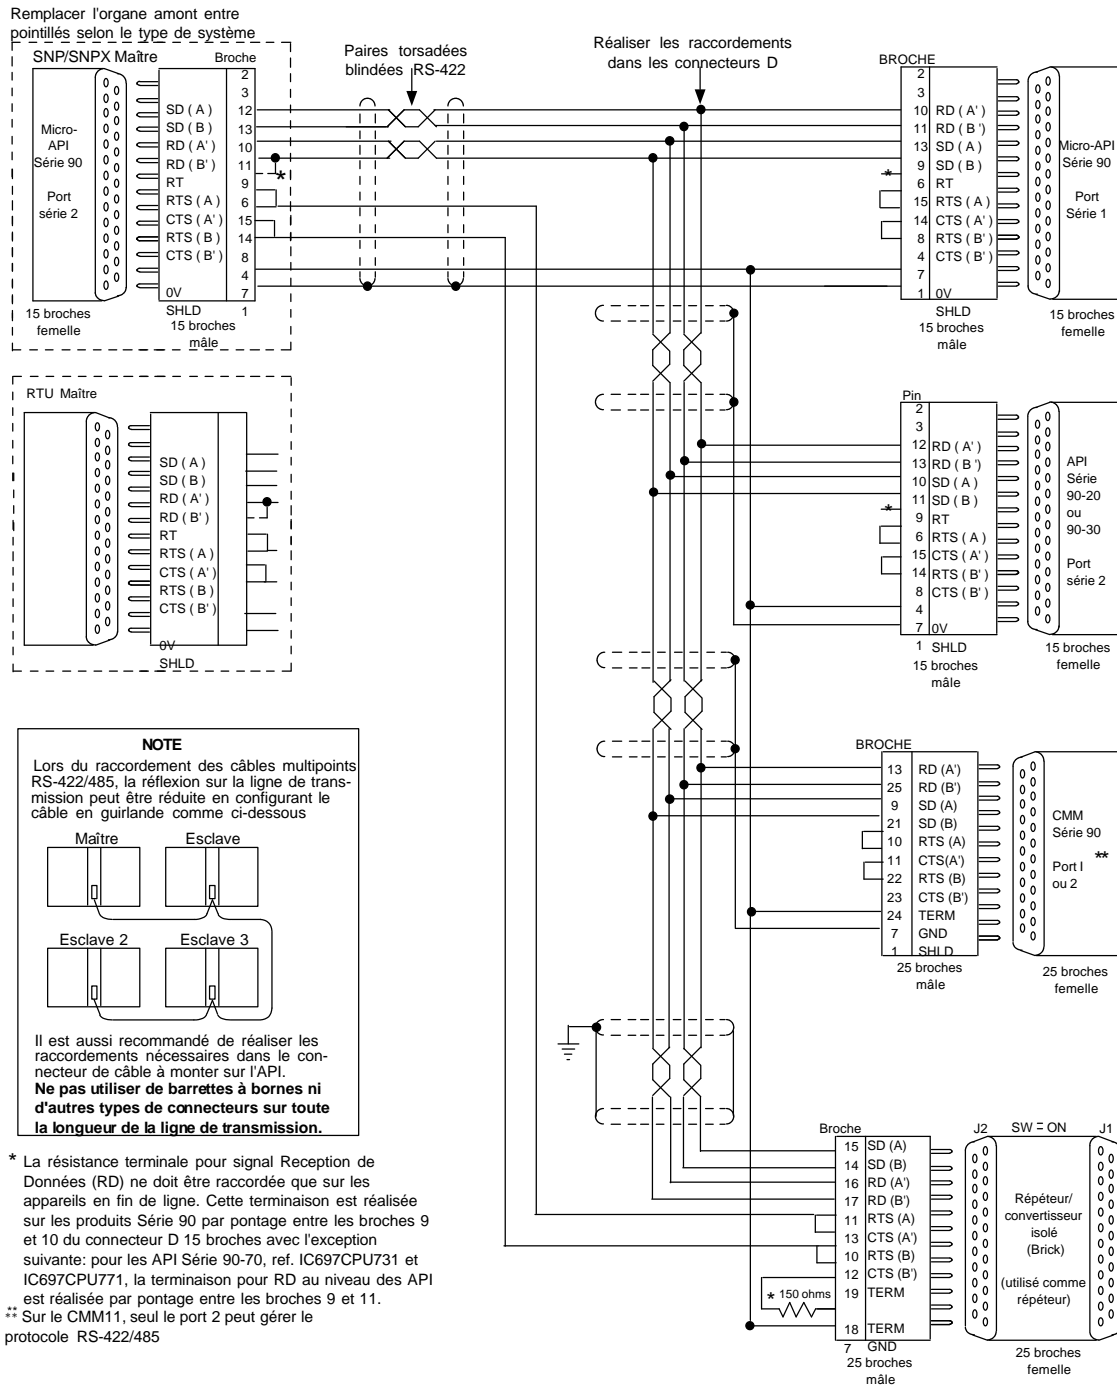 Remplacer l'organe amont entre
pointillés selon le type de système
SNP/SNPX Maître
Broche
2
3
12
13
10
11
9
6
15
14
8
4
7
1
SD ( A )
SD ( B )
RD ( A')
RD ( B')
RT
RTS ( A )
CTS ( A')
RTS ( B )
CTS ( B')
0V
SHLD
*
Micro-
API
Série 90
Port
série 2
15 broches
femelle
15 broches
mâle
Paires torsadées
blindées RS-422
Réaliser les raccordements
dans les connecteurs D
BROCHE
2
3
10 RD ( A')
11 RD ( B ')
13 SD ( A )
9 SD ( B )
* 
6 RT
15 RTS ( A )
14 CTS ( A')
8 RTS ( B')
4 CTS ( B')
7
1 0V
SHLD
15 broches
mâle
Micro-API
Série 90
Port
Série 1
15 broches
femelle
RTU Maître
SD ( A )
SD ( B )
RD ( A')
RD ( B')
RT
RTS ( A )
CTS ( A')
RTS ( B )
CTS ( B')
0V
SHLD
Pin
2
3
12 RD ( A')
13 RD ( B ')
10 SD ( A )
11 SD ( B )
*
9 RT
6 RTS ( A )
15 CTS ( A')
14 RTS ( B')
8 CTS ( B')
4
7 0V
1 SHLD
15 broches
mâle
API
Série
90-20
ou
90-30
Port
série 2
15 broches
femelle
NOTE
Lors du raccordement des câbles multipoints
RS-422/485, la réflexion sur la ligne de trans-
mission peut être réduite en configurant le
câble en guirlande comme ci-dessous
Maître
Esclave
Esclave 2
Esclave 3
Il est aussi recommandé de réaliser les
raccordements nécessaires dans le con-
necteur de câble à monter sur l'API.
Ne pas utiliser de barrettes à bornes ni
d'autres types de connecteurs sur toute
la longueur de la ligne de transmission.
BROCHE
13 RD (A')
25 RD (B')
9 SD (A)
21 SD (B)
10 RTS (A)
11 CTS(A')
22 RTS (B)
23 CTS (B')
24 TERM
7 GND
1 SHLD
25 broches
mâle
CMM
Série 90
Port I
ou 2
**
25 broches
femelle
* La résistance terminale pour signal Reception de
Données (RD) ne doit être raccordée que sur les
appareils en fin de ligne. Cette terminaison est réalisée
sur les produits Série 90 par pontage entre les broches 9
et 10 du connecteur D 15 broches avec l'exception
suivante: pour les API Série 90-70, ref. IC697CPU731 et
IC697CPU771, la terminaison pour RD au niveau des API
est réalisée par pontage entre les broches 9 et 11.
** Sur le CMM11, seul le port 2 peut gérer le
protocole RS-422/485
Broche
15 SD (A)
14 SD (B)
16 RD (A')
17 RD (B')
11 RTS (A)
13 CTS (A')
10 RTS (B)
12 CTS (B')
19 TERM
* 150 ohms
18 TERM
7 GND
25 broches
mâle
J2
SW = ON
J1
Répéteur/
convertisseur
isolé
(Brick)
(utilisé comme
répéteur)
25 broches
femelle